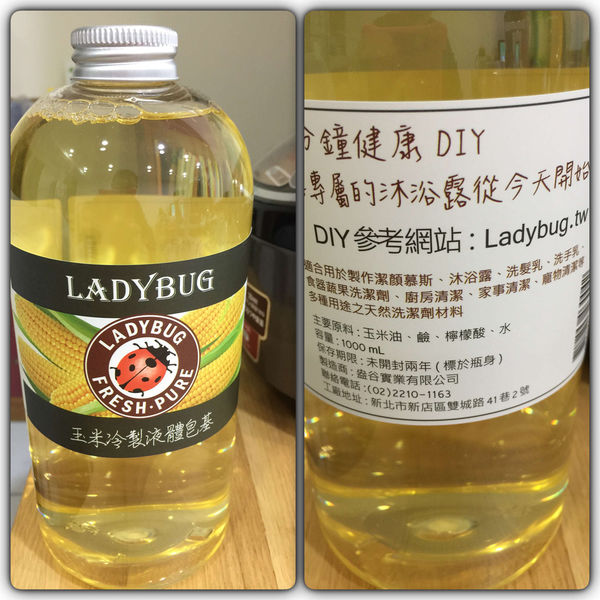 LADYBUG
LADYBUG
FRESH·PURE
玉米冷製液體皂基
分鐘健康 DIY
專屬的沐浴露從今天開始
DIY 參考網站：Ladybug.tw
適合用於製作潔顏慕斯、沐浴露、洗髮乳、洗手乳、
食器蔬果洗潔劑、廚房清潔、家事清潔、寵物清潔等
多種用途之天然洗潔劑材料
主要原料：玉米油、鹼、檸檬酸、水
容量：1000 mL
保存期限：未開封兩年（標於瓶身）
製造商：盎谷實業有限公司
聯絡電話：(02)2210-1163
工廠地址：新北市新店區雙城路41巷2號